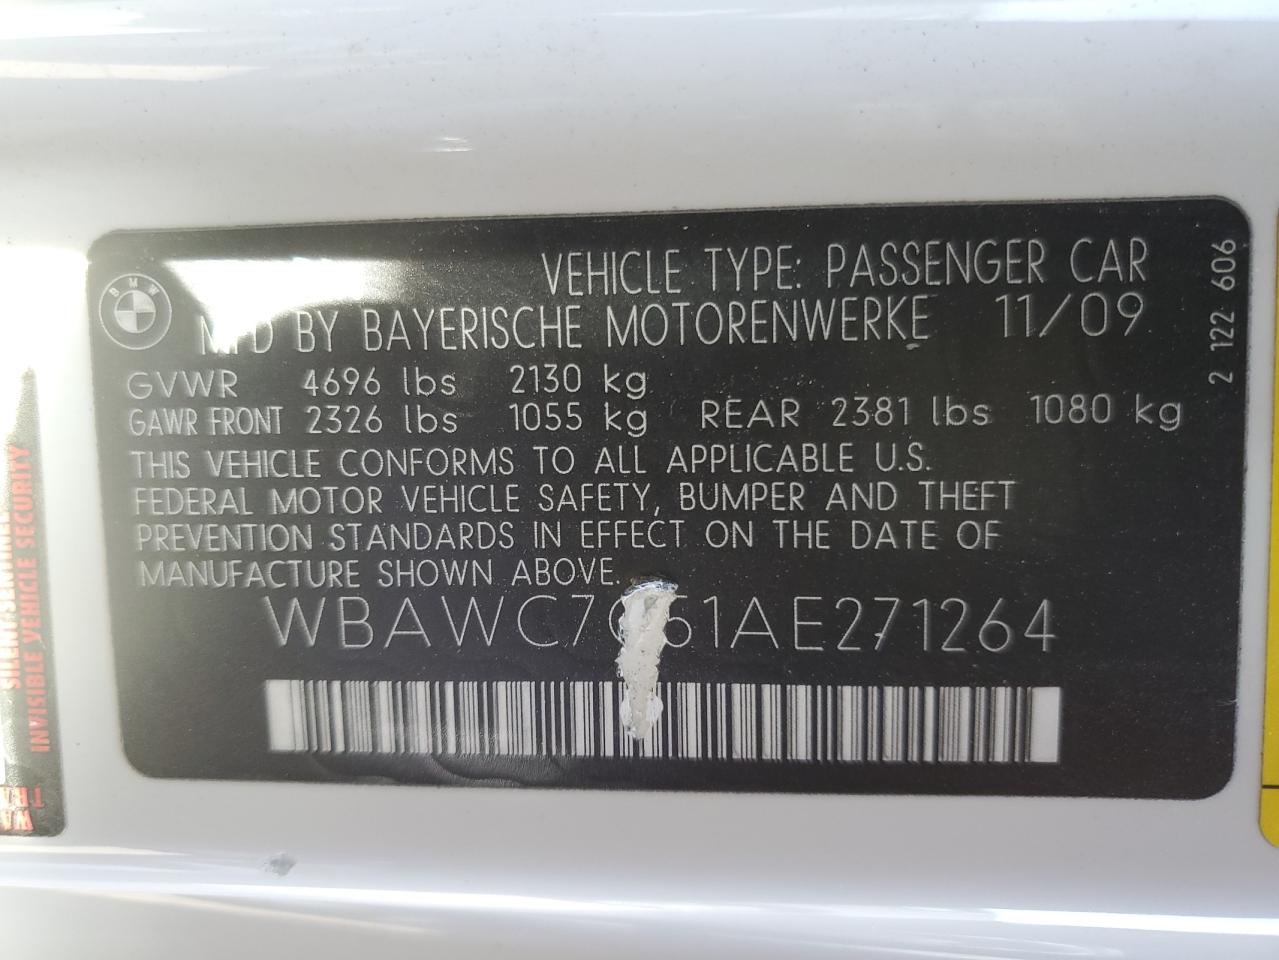 VEHICLE TYPE: PASSENGER CAR
BMW
MFD BY BAYERISCHE MOTORENWERKE 11/09
GVWR 4696 lbs 2130 kg
GAWR FRONT 2326 lbs 1055 kg REAR 2381 lbs 1080 kg
THIS VEHICLE CONFORMS TO ALL APPLICABLE U.S.
FEDERAL MOTOR VEHICLE SAFETY, BUMPER AND THEFT
PREVENTION STANDARDS IN EFFECT ON THE DATE OF
MANUFACTURE SHOWN ABOVE.
2 122 606
INVISIBLE VEHICLE SECURITY